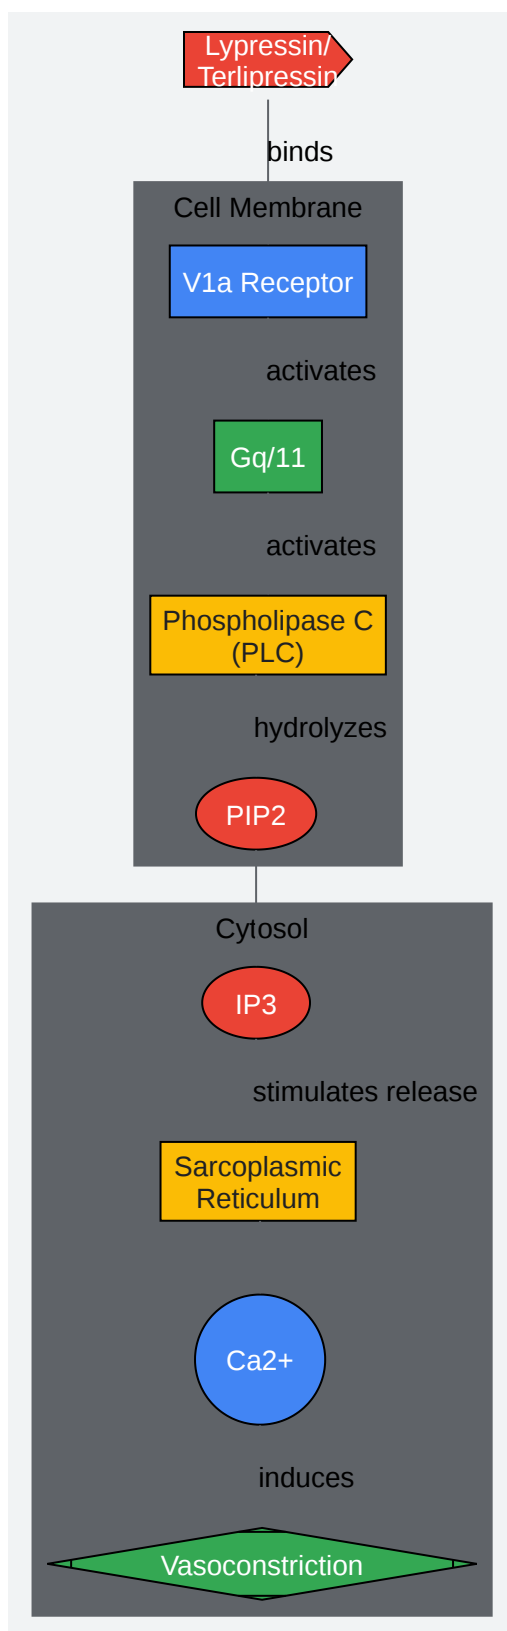 Lypressin/
Terlipressin
binds
Cell Membrane
V1a Receptor
activates
Gq/11
activates
Phospholipase C
(PLC)
hydrolyzes
PIP2
Cytosol
IP3
stimulates release
Sarcoplasmic
Reticulum
Ca2+
induces
Vasoconstriction